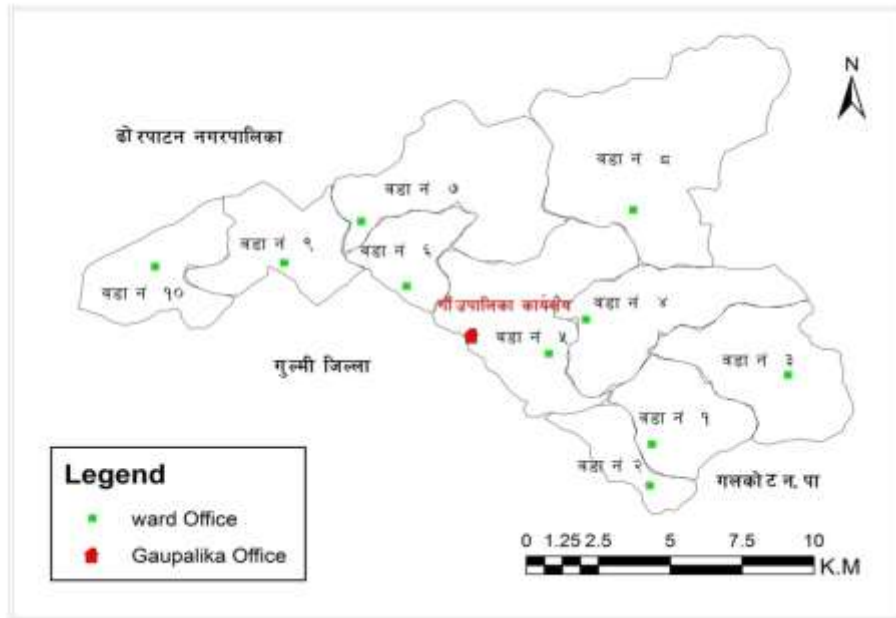 N
ढोरपाटन नगरपालिका
वडा नं ८
वडा नं ७
वडा नं ९
वडा नं ६
वडा नं १०
गाँउपालिका कार्यक्षेत्र
वडा नं ४
वडा नं ५
वडा नं ३
गुल्मी जिल्ला
वडा नं १
वडा नं २
गलकोट न. पा
Legend
ward Office
Gaupalika Office
0 1.25 2.5 5 7.5 10
K.M